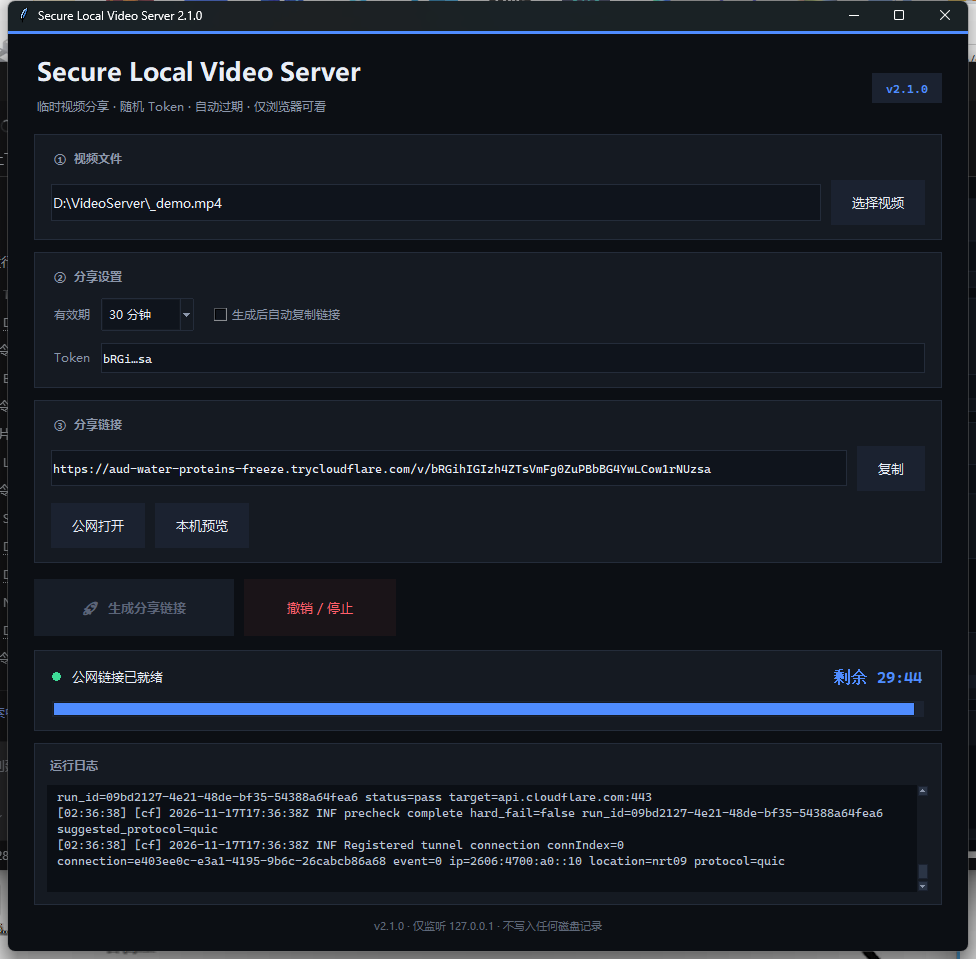 Secure Local Video Server 2.1.0
Secure Local Video Server
临时视频分享 · 随机 Token · 自动过期 · 仅浏览器可看
v2.1.0
① 视频文件
D:\VideoServer\_demo.mp4
选择视频
② 分享设置
有效期 30 分钟 生成后自动复制链接
Token bRGi…sa
③ 分享链接
https://aud-water-proteins-freeze.trycloudflare.com/v/bRGihIGIzh4ZTsVmFg0ZuPBbBG4YwLCow1rNUzsa
复制
公网打开 本机预览
生成分享链接 撤销 / 停止
公网链接已就绪 剩余 29:44
运行日志
run_id=09bd2127-4e21-48de-bf35-54388a64fea6 status=pass target=api.cloudflare.com:443
[02:36:38] [cf] 2026-11-17T17:36:38Z INF precheck complete hard_fail=false run_id=09bd2127-4e21-48de-bf35-54388a64fea6
suggested_protocol=quic
[02:36:38] [cf] 2026-11-17T17:36:38Z INF Registered tunnel connection connIndex=0
connection=e403ee0c-e3a1-4195-9b6c-26cabcb86a68 event=0 ip=2606:4700:a0::10 location=nrt09 protocol=quic
v2.1.0 · 仅监听 127.0.0.1 · 不写入任何磁盘记录